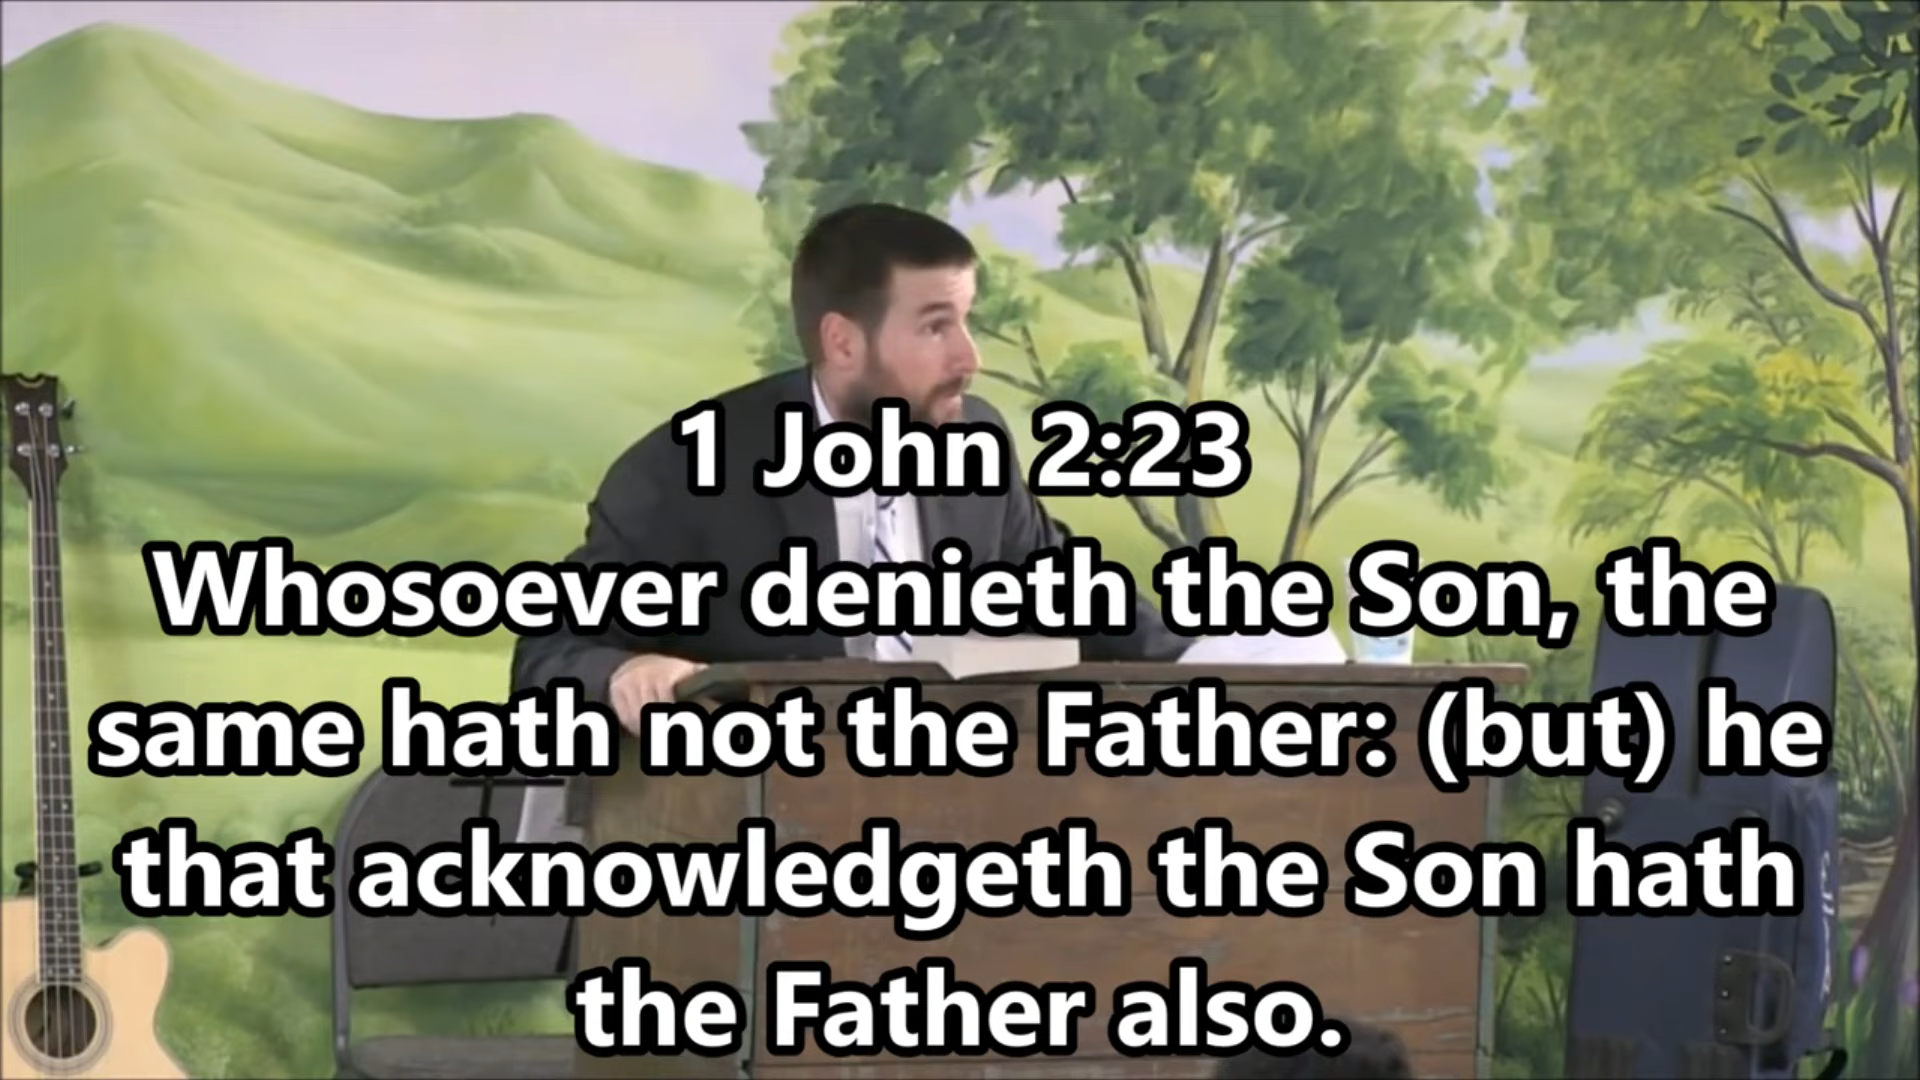 1 John 2:23
Whosoever denieth the Son, the
same hath not the Father: (but) he
that acknowledgeth the Son hath
the Father also.